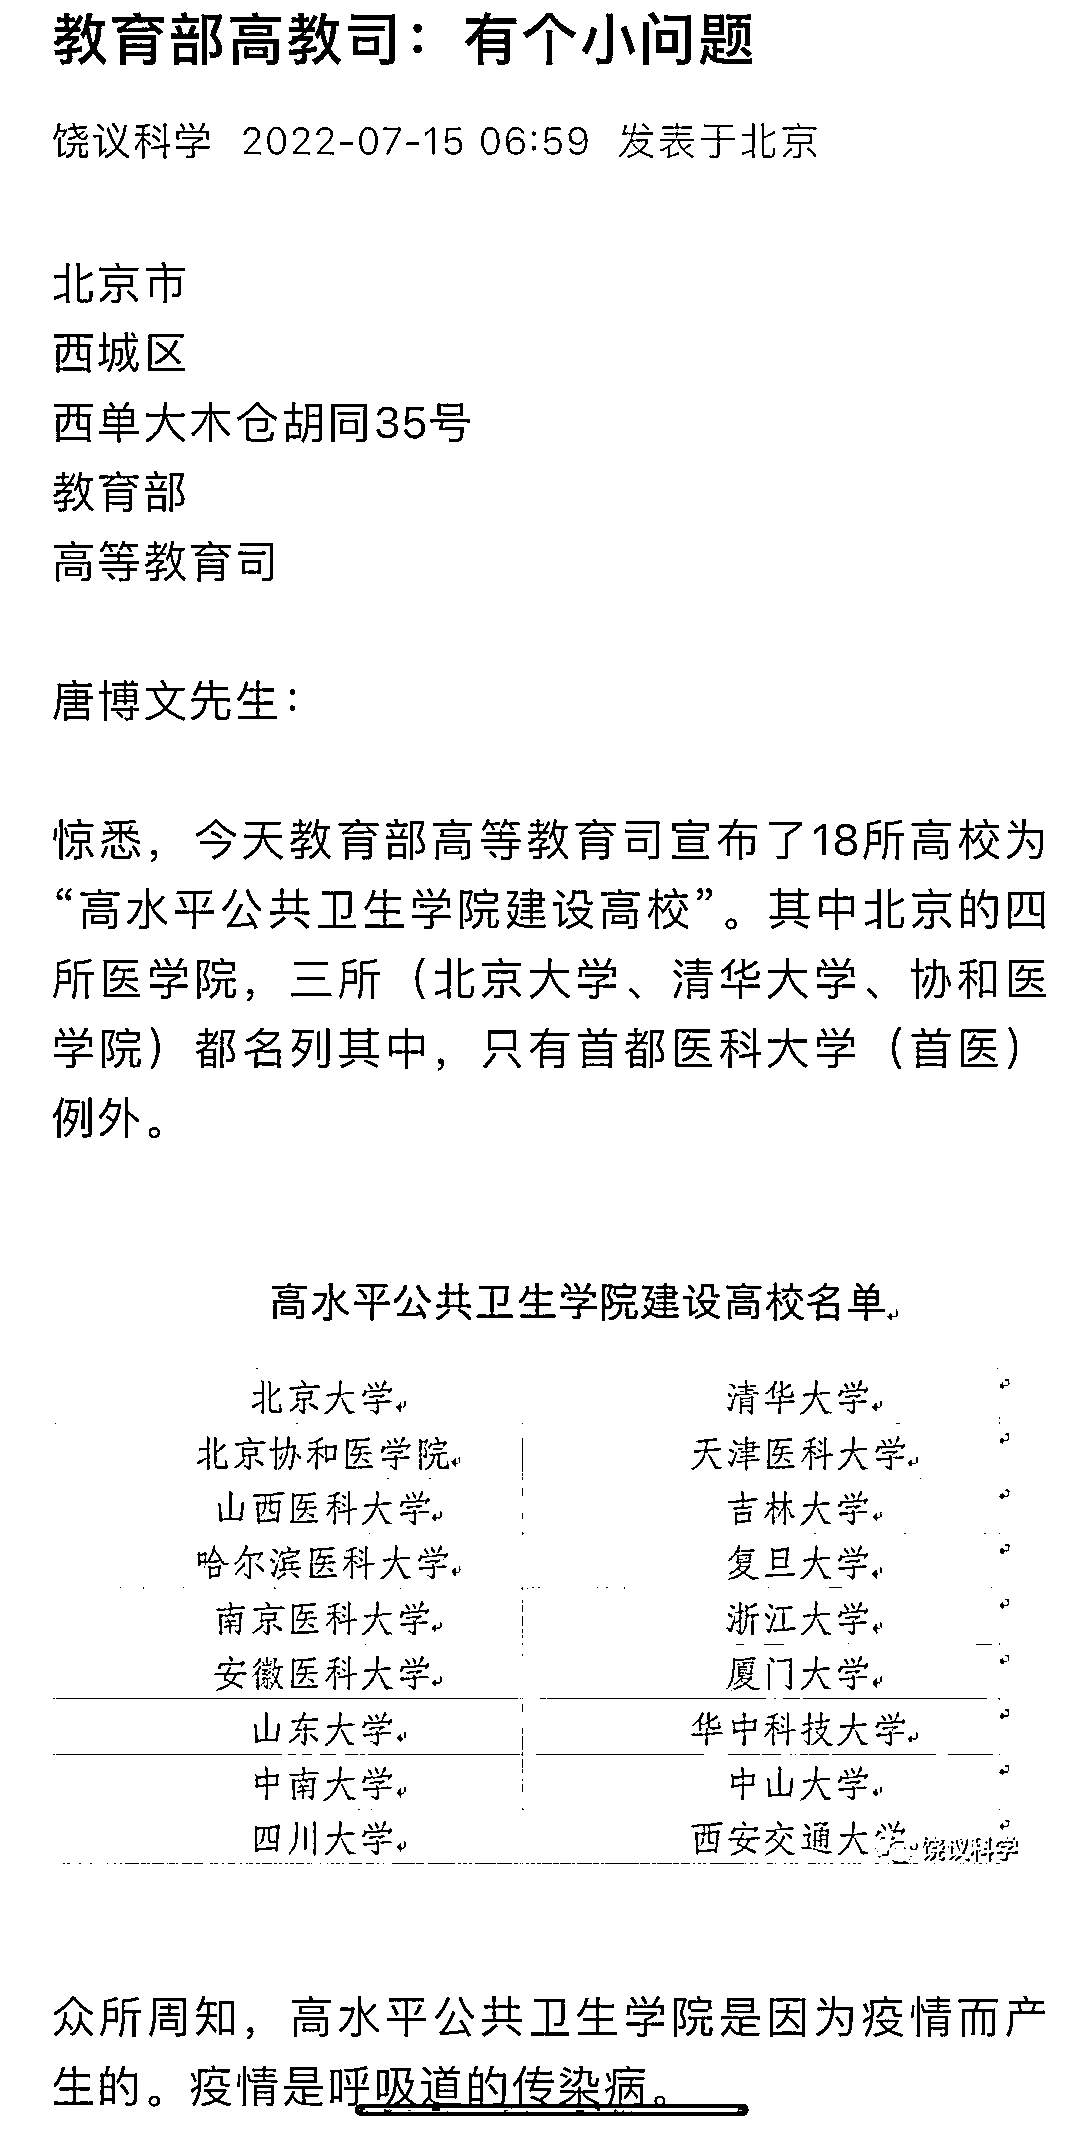 教育部高教司：有个小问题
饶议科学 2022-07-15 06:59 发表于北京
北京市
西城区
西单大木仓胡同35号
教育部
高等教育司
唐博文先生：
惊悉，今天教育部高等教育司宣布了18所高校为
“高水平公共卫生学院建设高校”。其中北京的四
所医学院，三所（北京大学、清华大学、协和医
学院）都名列其中，只有首都医科大学（首医）
例外。
高水平公共卫生学院建设高校名单
北京大学 清华大学
北京协和医学院 天津医科大学
山西医科大学 吉林大学
哈尔滨医科大学 复旦大学
南京医科大学 浙江大学
安徽医科大学 厦门大学
山东大学 华中科技大学
中南大学 中山大学
四川大学 西安交通大学
饶议科学
众所周知，高水平公共卫生学院是因为疫情而产
生的。疫情是呼吸道的传染病。